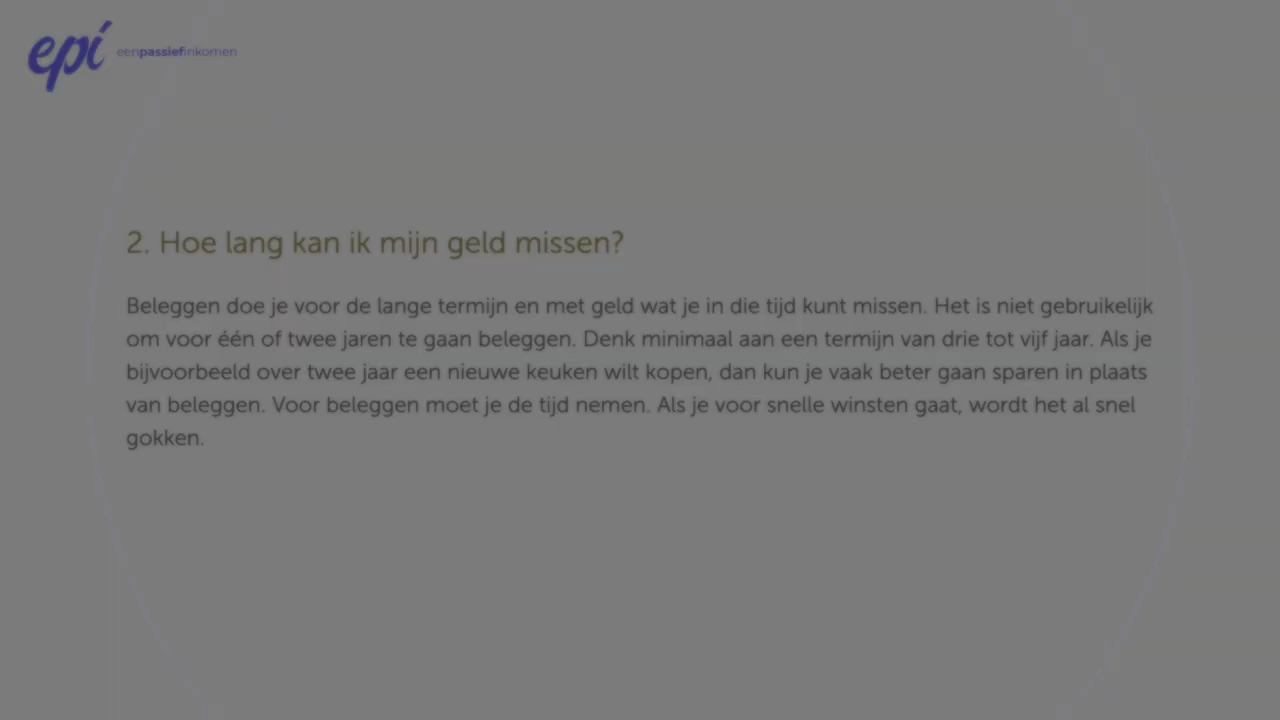 epí eenpassiefinkomen
2. Hoe lang kan ik mijn geld missen?
Beleggen doe je voor de lange termijn en met geld wat je in die tijd kunt missen. Het is niet gebruikelijk
om voor één of twee jaren te gaan beleggen. Denk minimaal aan een termijn van drie tot vijf jaar. Als je
bijvoorbeeld over twee jaar een nieuwe keuken wilt kopen, dan kun je vaak beter gaan sparen in plaats
van beleggen. Voor beleggen moet je de tijd nemen. Als je voor snelle winsten gaat, wordt het al snel
gokken.